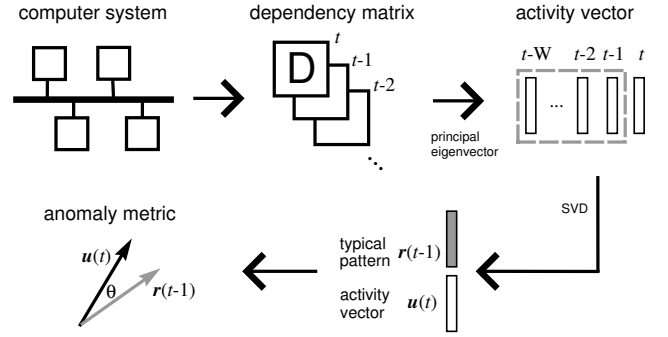 computer system
dependency matrix
activity vector
t
t-1
t-2
D
t-W
t-2
t-1
t
...
...
principal
eigenvector
SVD
anomaly metric
u(t)
r(t-1)
θ
typical
pattern
r(t-1)
activity
vector
u(t)